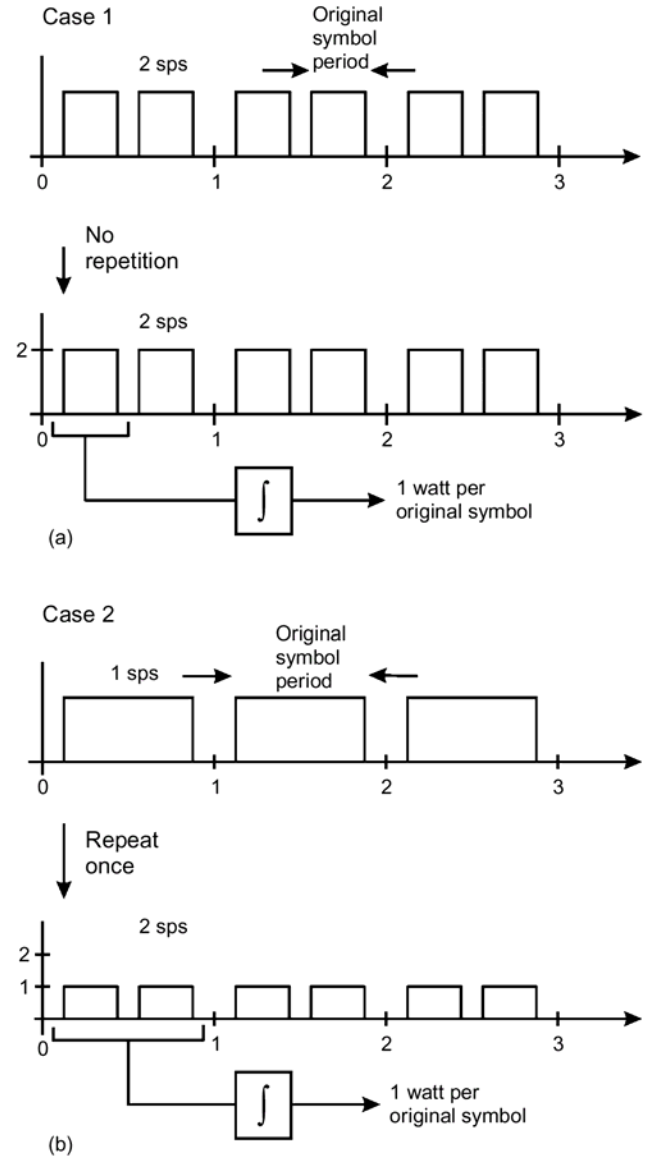 Case 1
Original
symbol
period
2 sps
0 1 2 3
No
repetition
2 sps
2
0 1 2 3
∫
1 watt per
original symbol
(a)
Case 2
Original
symbol
period
1 sps
0 1 2 3
Repeat
once
2 sps
2
1
0 1 2 3
∫
1 watt per
original symbol
(b)